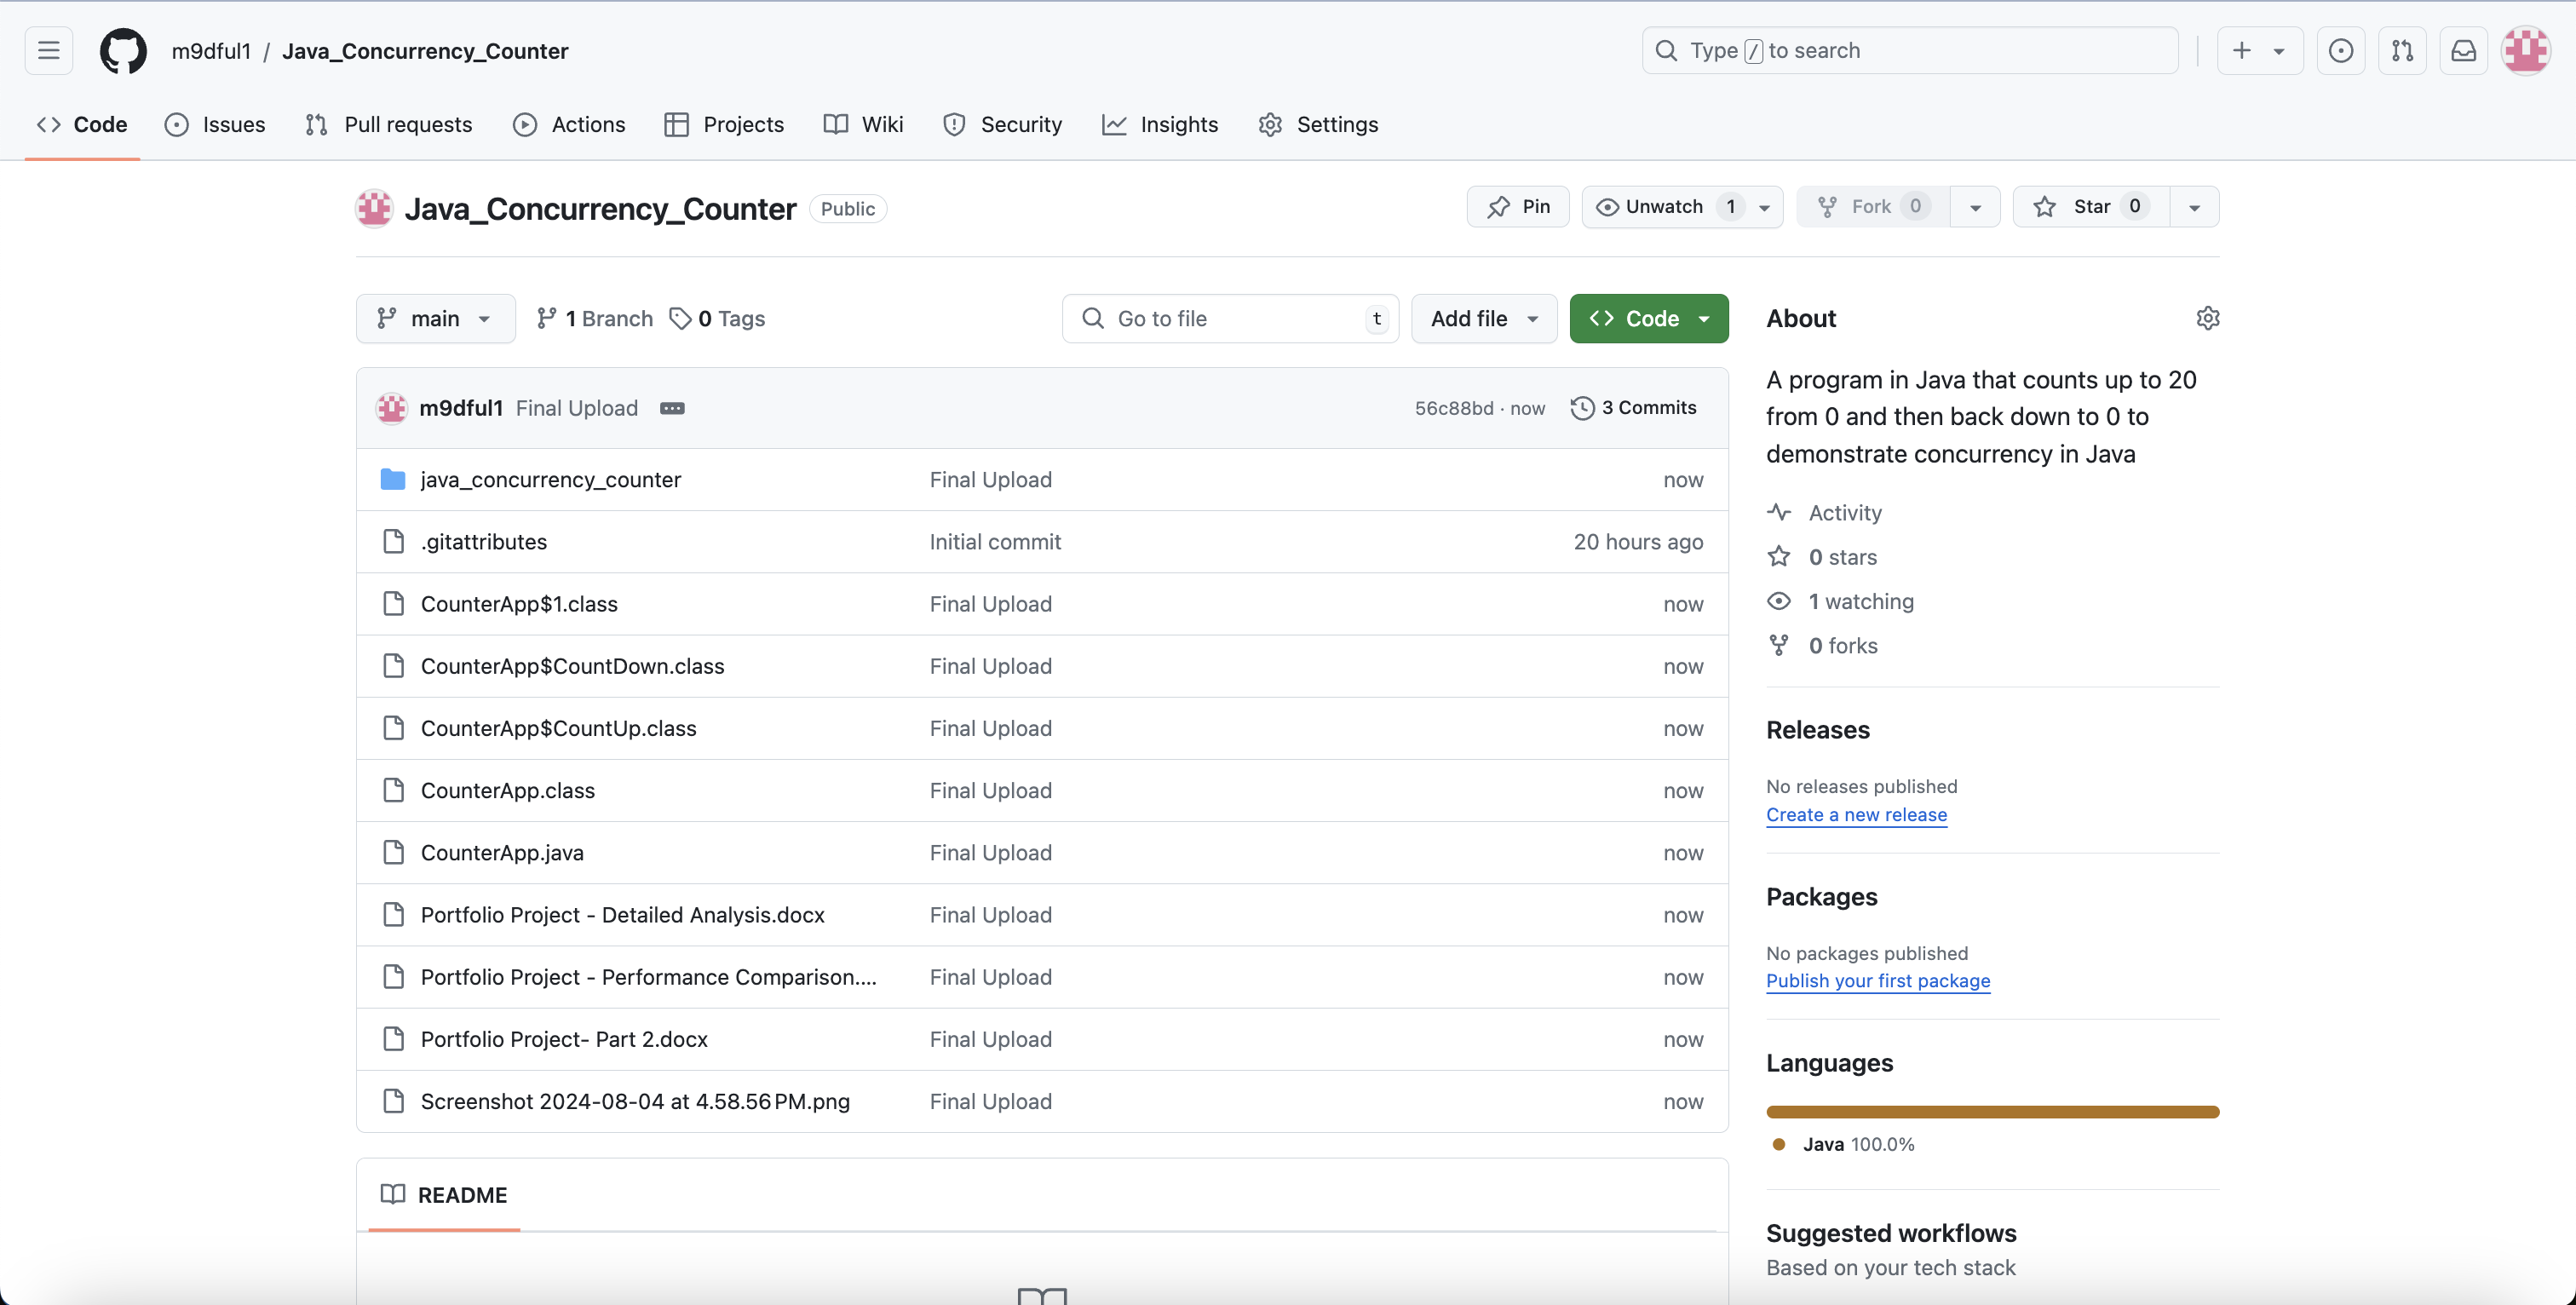 m9dful1 / Java_Concurrency_Counter
Type / to search
Code Issues Pull requests Actions Projects Wiki Security Insights Settings
Java_Concurrency_Counter Public
Pin Unwatch 1 Fork 0 Star 0
main 1 Branch 0 Tags
Go to file t Add file Code
m9dful1 Final Upload 56c88bd · now 3 Commits
java_concurrency_counter Final Upload now
.gitattributes Initial commit 20 hours ago
CounterApp$1.class Final Upload now
CounterApp$CountDown.class Final Upload now
CounterApp$CountUp.class Final Upload now
CounterApp.class Final Upload now
CounterApp.java Final Upload now
Portfolio Project - Detailed Analysis.docx Final Upload now
Portfolio Project - Performance Comparison.... Final Upload now
Portfolio Project- Part 2.docx Final Upload now
Screenshot 2024-08-04 at 4.58.56 PM.png Final Upload now
README
About
A program in Java that counts up to 20
from 0 and then back down to 0 to
demonstrate concurrency in Java
Activity
0 stars
1 watching
0 forks
Releases
No releases published
Create a new release
Packages
No packages published
Publish your first package
Languages
Java 100.0%
Suggested workflows
Based on your tech stack